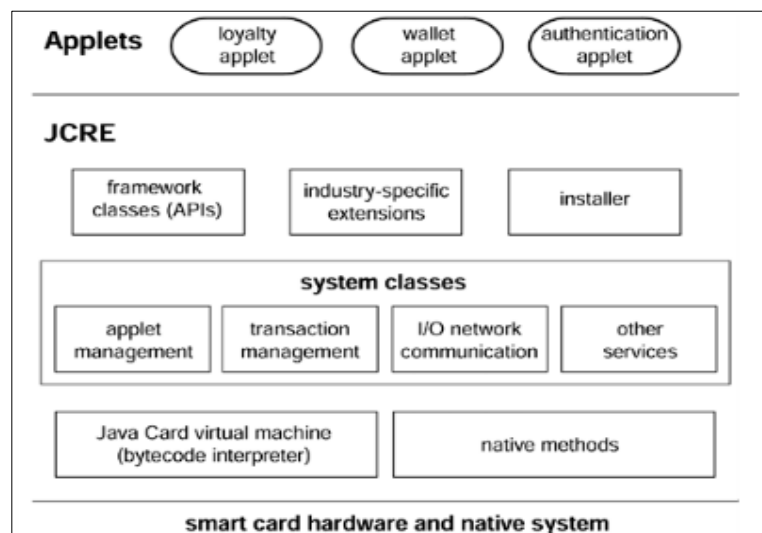 Applets
loyalty
applet
wallet
applet
authentication
applet
JCRE
framework
classes (APIs)
industry-specific
extensions
installer
system classes
applet
management
transaction
management
I/O network
communication
other
services
Java Card virtual machine
(bytecode interpreter)
native methods
smart card hardware and native system